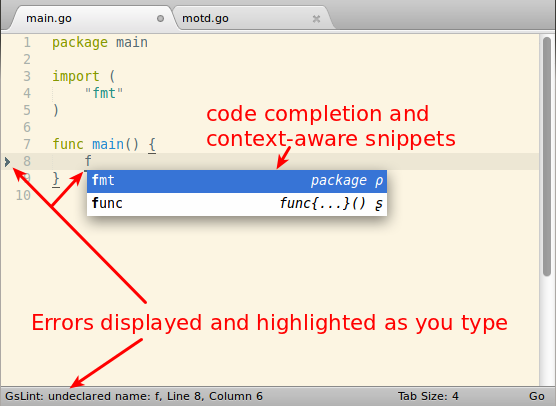 main.go motd.go
1 package main
2
3 import (
4 "fmt"
5 )
6
7 func main() {
8 f
9 }
10
fmt package p
func func{...}() s
code completion and
context-aware snippets
Errors displayed and highlighted as you type
GsLint: undeclared name: f, Line 8, Column 6 Tab Size: 4 Go